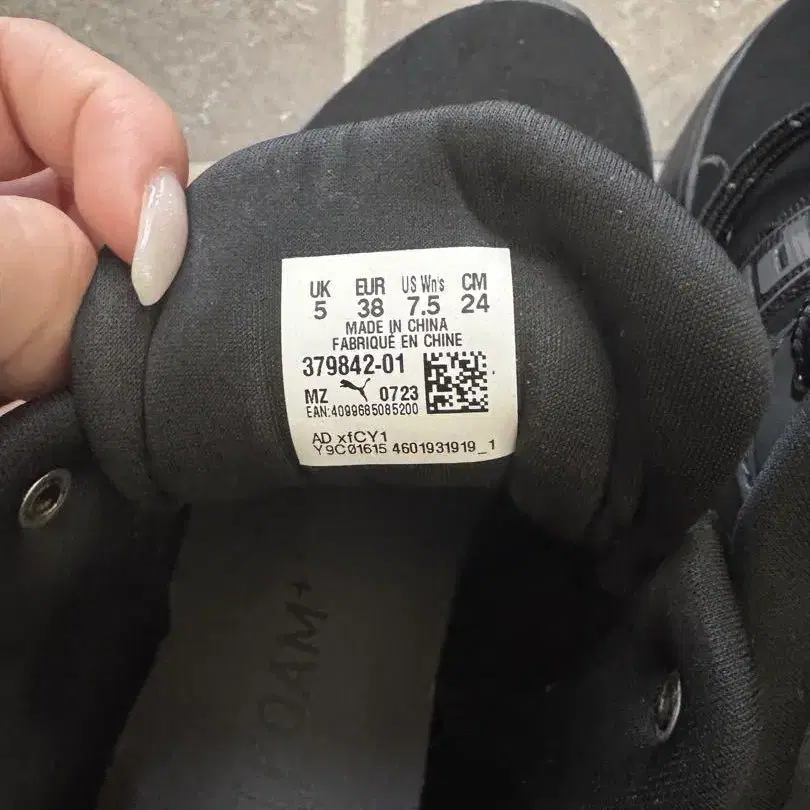 UK EUR US Wn's CM
5 38 7.5 24
MADE IN CHINA
FABRIQUÉ EN CHINE
379842-01
MZ 0723
EAN:4099685085200
AD xfCY1
Y9C01615 4601931919_1
FOAM+